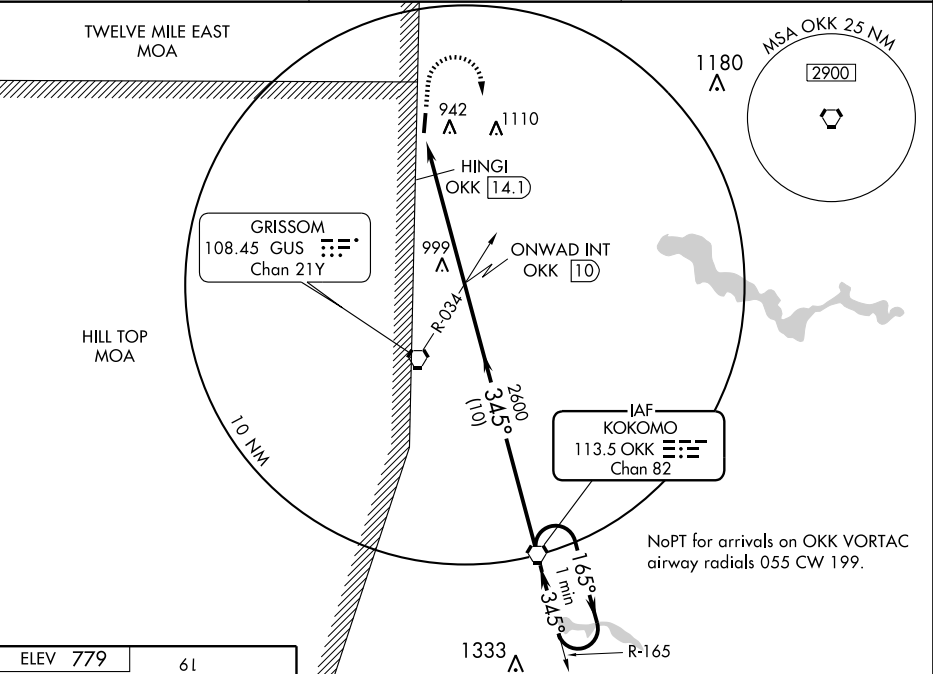 TWELVE MILE EAST
MOA
MSA OKK 25 NM
2900
1180
942
1110
HINGI
OKK 14.1
GRISSOM
108.45 GUS
Chan 21Y
999
ONWAD INT
OKK 10
R-034
HILL TOP
MOA
10 NM
2600
345°
(10)
IAF
KOKOMO
113.5 OKK
Chan 82
NoPT for arrivals on OKK VORTAC
airway radials 055 CW 199.
165°
1 min
345°
R-165
1333
ELEV 779
19